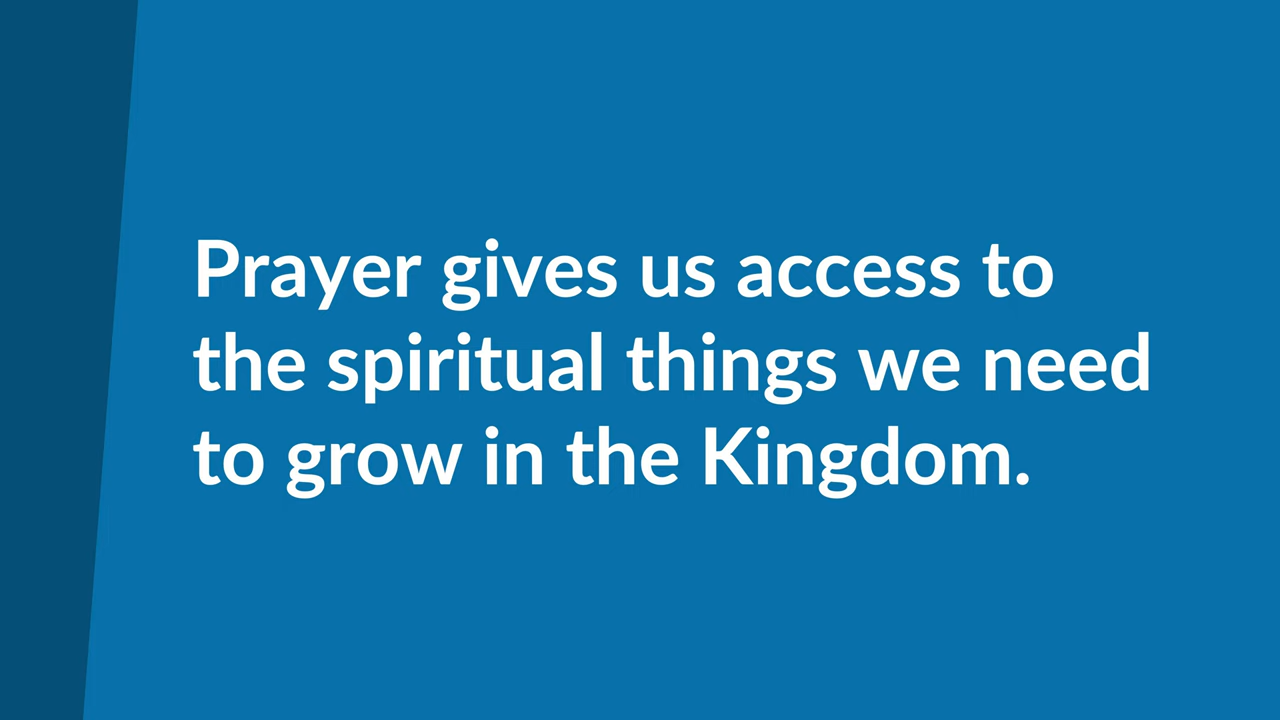 Prayer gives us access to
the spiritual things we need
to grow in the Kingdom.